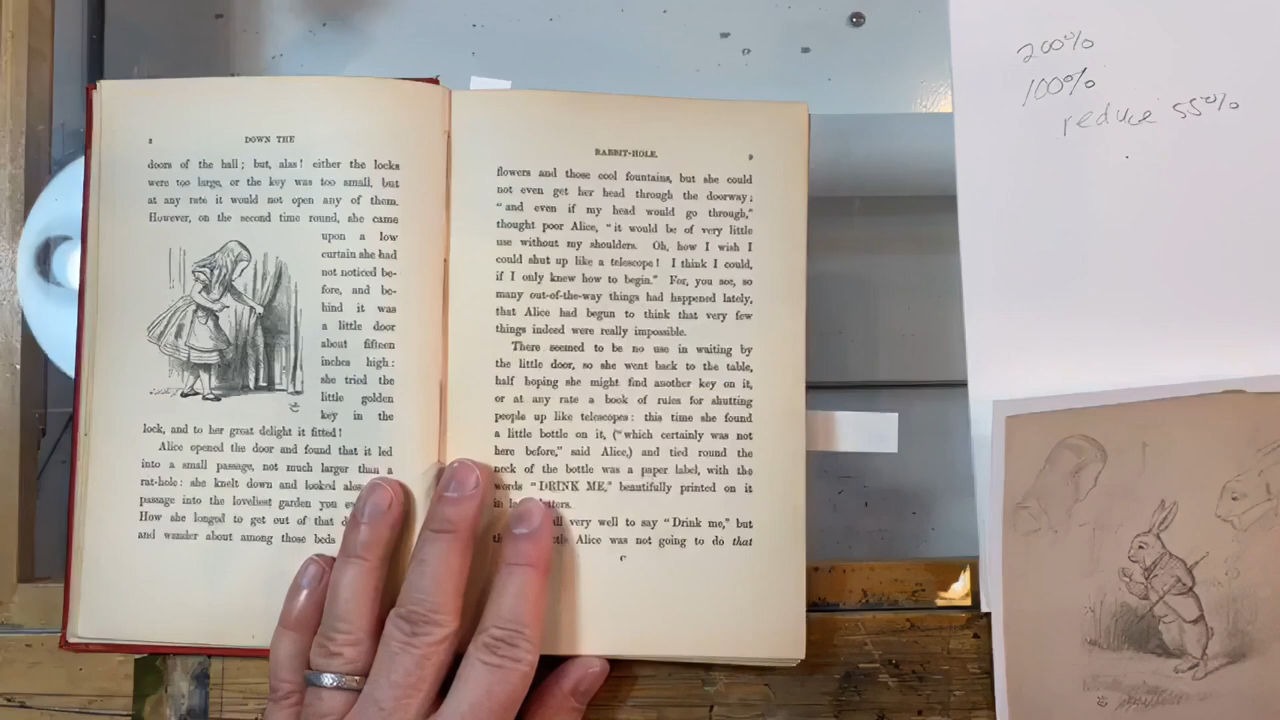 8
DOWN THE
doors of the hall; but, alas! either the locks
were too large, or the key was too small, but
at any rate it would not open any of them.
However, on the second time round, she came
upon a low
curtain she had
not noticed be-
fore, and be-
hind it was
a little door
about fifteen
inches high:
she tried the
little golden
key in the
lock, and to her great delight it fitted!
Alice opened the door and found that it led
into a small passage, not much larger than a
rat-hole: she knelt down and looked
passage into the loveliest garden you
How she longed to get out of that
and wander about among those beds
RABBIT-HOLE.
9
flowers and those cool fountains, but she could
not even get her head through the doorway;
"and even if my head would go through,"
thought poor Alice, "it would be of very little
use without my shoulders. Oh, how I wish I
could shut up like a telescope! I think I could,
if I only knew how to begin." For, you see, so
many out-of-the-way things had happened lately,
that Alice had begun to think that very few
things indeed were really impossible.
There seemed to be no use in waiting by
the little door, so she went back to the table,
half hoping she might find another key on it,
or at any rate a book of rules for shutting
people up like telescopes: this time she found
a little bottle on it, ("which certainly was not
here before," said Alice,) and tied round the
neck of the bottle was a paper label, with the
words "DRINK ME," beautifully printed on it
in
very well to say "Drink me," but
Alice was not going to do that
C
200%
100%
reduce 55%